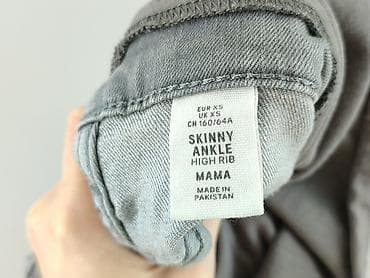 EUR XS
UK XS
CN 160/64A
SKINNY
ANKLE
HIGH RIB
MAMA
MADE IN
PAKISTAN